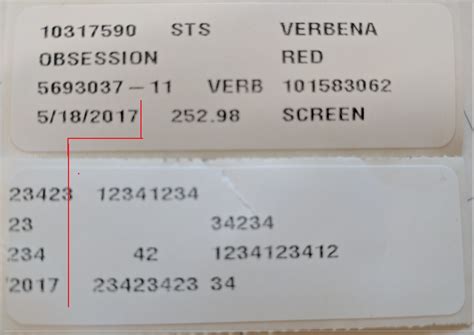 10317590 STS VERBENA
OBSESSION RED
5693037-11 VERB 101583062
5/18/2017 252.98 SCREEN
23423 12341234
23 34234
234 42 1234123412
/2017 23423423 34